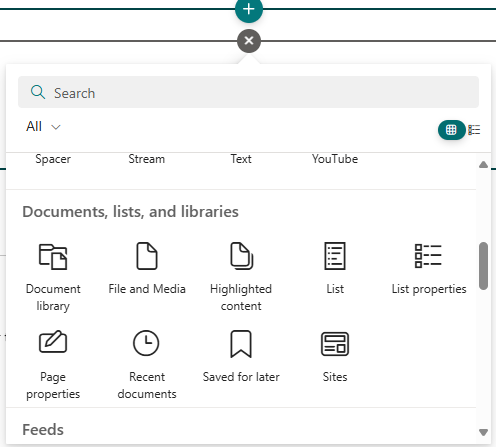 Search
All
Spacer Stream Text YouTube
Documents, lists, and libraries
Document File and Media Highlighted List List properties
library content
Page Recent Saved for later Sites
properties documents
Feeds